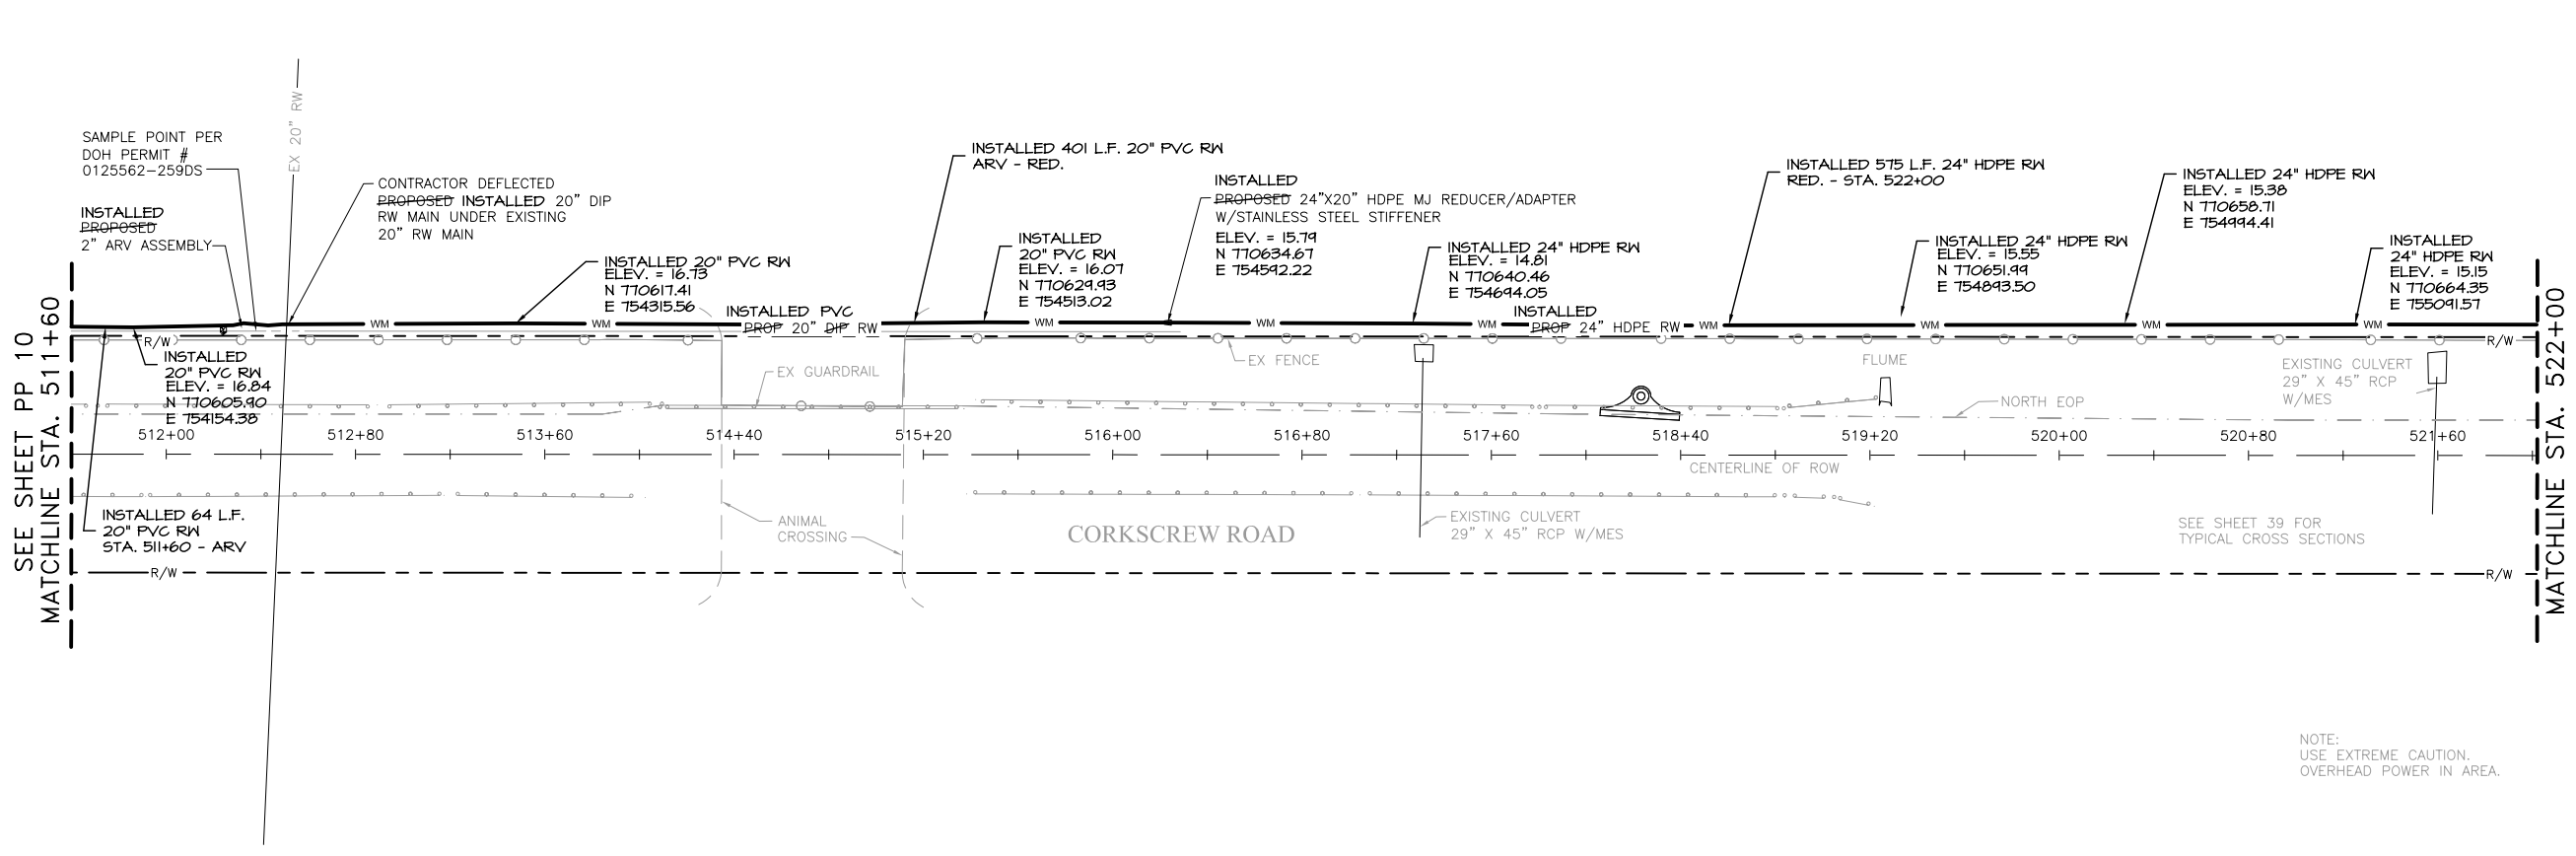 EX 20" RW
SAMPLE POINT PER
DOH PERMIT #
0125562-259DS
INSTALLED
PROPOSED
2" ARV ASSEMBLY
CONTRACTOR DEFLECTED
PROPOSED INSTALLED 20" DIP
RW MAIN UNDER EXISTING
20" RW MAIN
INSTALLED 20" PVC RW
ELEV. = 16.73
N 770617.41
E 754315.56
INSTALLED PVC
PROP 20" DIP RW
INSTALLED 401 L.F. 20" PVC RW
ARV - RED.
INSTALLED
20" PVC RW
ELEV. = 16.07
N 770629.93
E 754513.02
INSTALLED
PROPOSED 24"X20" HDPE MJ REDUCER/ADAPTER
W/STAINLESS STEEL STIFFENER
ELEV. = 15.79
N 770634.67
E 754592.22
INSTALLED 24" HDPE RW
ELEV. = 14.81
N 770640.46
E 754694.05
INSTALLED
PROP 24" HDPE RW
INSTALLED 575 L.F. 24" HDPE RW
RED. - STA. 522+00
INSTALLED 24" HDPE RW
ELEV. = 15.55
N 770651.99
E 754893.50
INSTALLED 24" HDPE RW
ELEV. = 15.38
N 770658.71
E 754994.41
INSTALLED
24" HDPE RW
ELEV. = 15.15
N 770664.35
E 755091.57
WM
WM
WM
WM
WM
WM
WM
WM
WM
R/W
R/W
INSTALLED
20" PVC RW
ELEV. = 16.84
N 770605.90
E 754154.38
EX GUARDRAIL
EX FENCE
FLUME
EXISTING CULVERT
29" X 45" RCP
W/MES
NORTH EOP
512+00
512+80
513+60
514+40
515+20
516+00
516+80
517+60
518+40
519+20
520+00
520+80
521+60
CENTERLINE OF ROW
INSTALLED 64 L.F.
20" PVC RW
STA. 511+60 - ARV
ANIMAL
CROSSING
CORKSCREW ROAD
EXISTING CULVERT
29" X 45" RCP W/MES
SEE SHEET 39 FOR
TYPICAL CROSS SECTIONS
R/W
R/W
SEE SHEET PP 10
MATCHLINE STA. 511+60
MATCHLINE STA. 522+00
NOTE:
USE EXTREME CAUTION.
OVERHEAD POWER IN AREA.